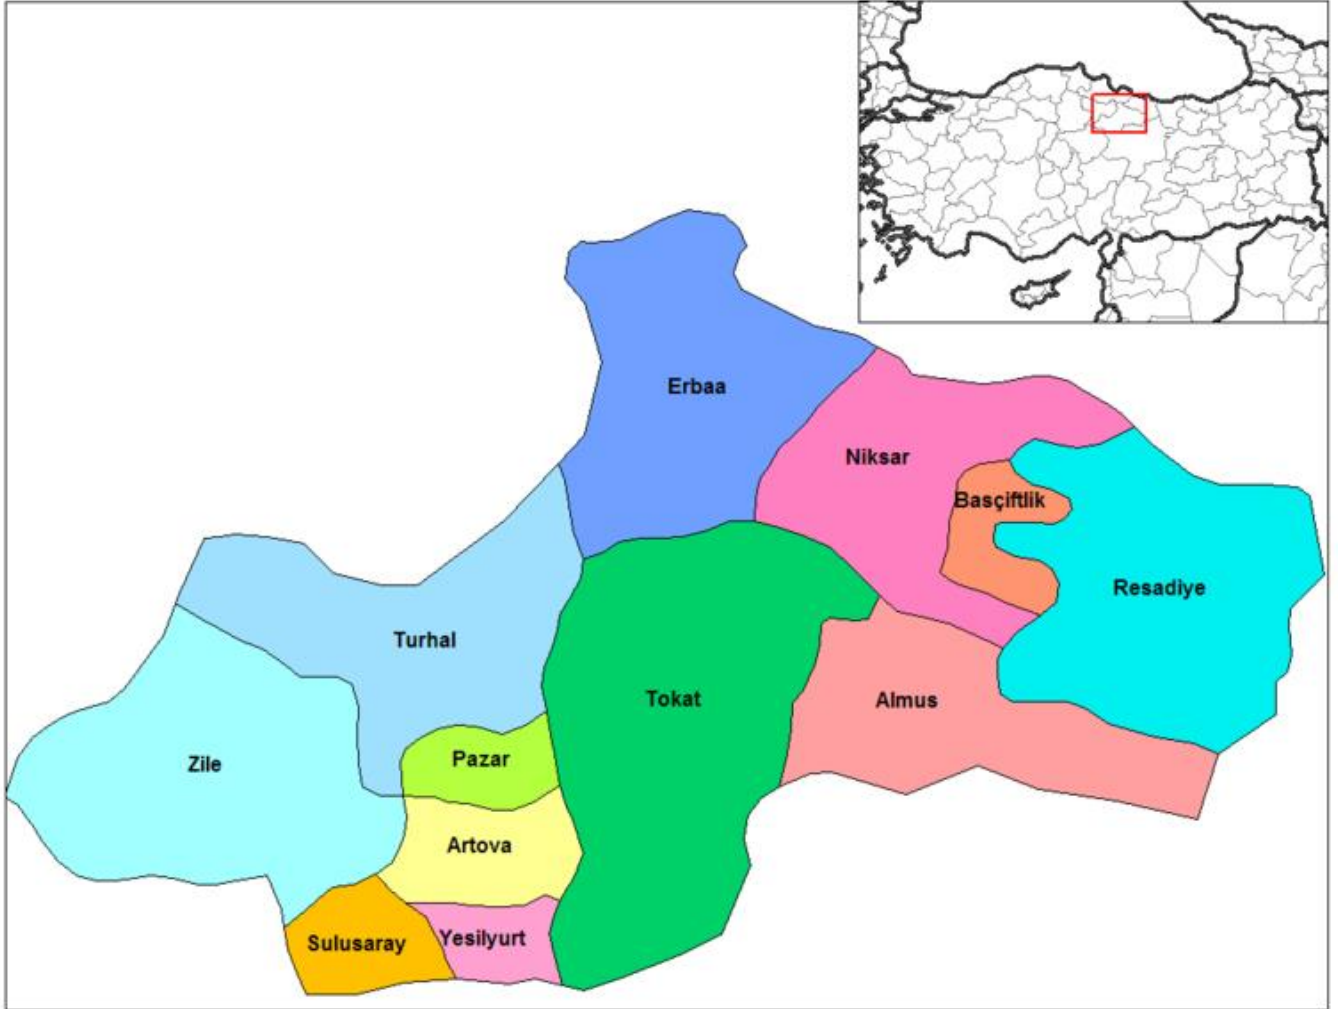 Erbaa
Niksar
Basçiftlik
Resadiye
Turhal
Tokat
Almus
Zile
Pazar
Artova
Sulusaray
Yesilyurt